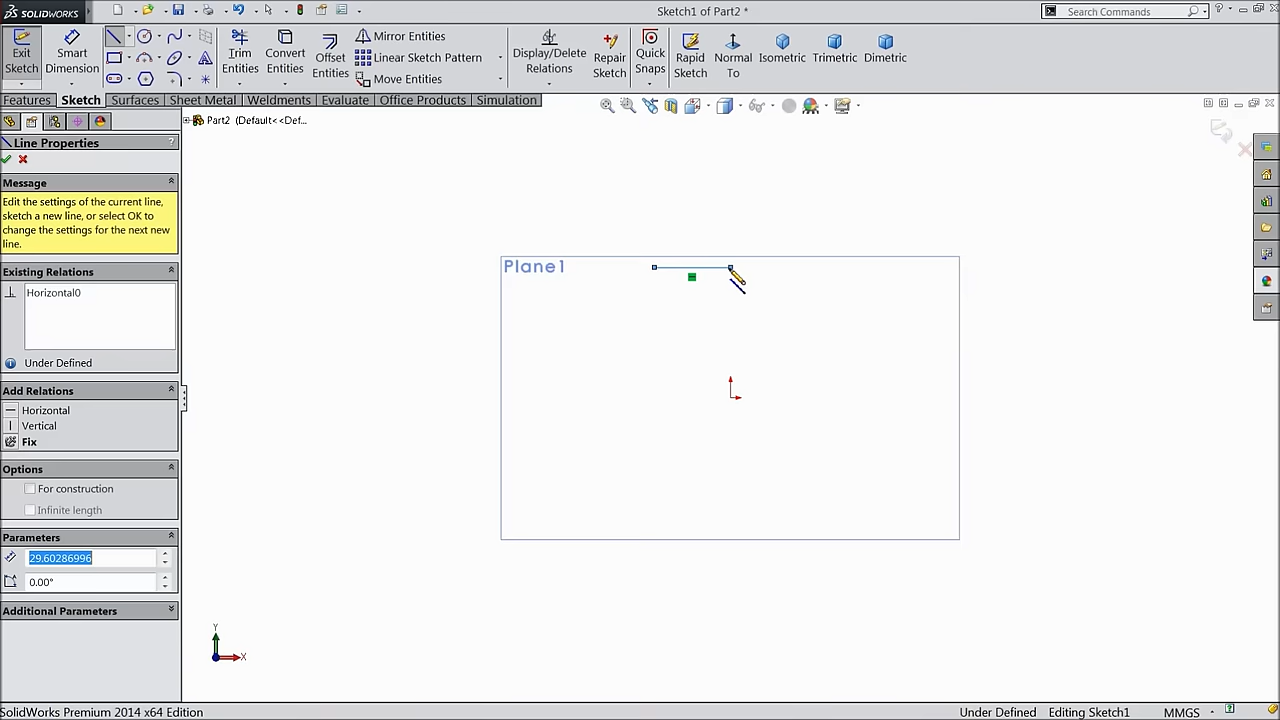 SOLIDWORKS
Sketch1 of Part2 *
Search Commands
Exit Sketch
Smart Dimension
Trim Entities
Convert Entities
Offset Entities
Mirror Entities
Linear Sketch Pattern
Move Entities
Display/Delete Relations
Repair Sketch
Quick Snaps
Rapid Sketch
Normal To
Isometric
Trimetric
Dimetric
Features Sketch Surfaces Sheet Metal Weldments Evaluate Office Products Simulation
Part2 (Default<<Def...
Line Properties
?
Message
Edit the settings of the current line,
sketch a new line, or select OK to
change the settings for the next new
line.
Existing Relations
Horizontal0
Under Defined
Add Relations
Horizontal
Vertical
Fix
Options
For construction
Infinite length
Parameters
29.60286996
0.00°
Additional Parameters
Plane1
Y
X
SolidWorks Premium 2014 x64 Edition
Under Defined Editing Sketch1 MMGS